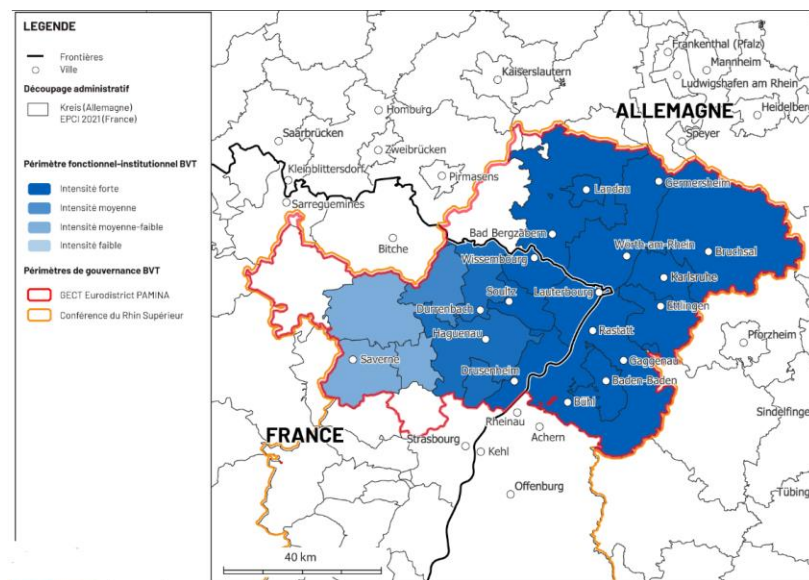 LEGENDE
Frontières
Ville
Découpage administratif
Kreis (Allemagne)
EPCI 2021 (France)
Périmètre fonctionnel-institutionnel BVT
Intensité forte
Intensité moyenne
Intensité moyenne-faible
Intensité faible
Périmètres de gouvernance BVT
GECT Eurodistrict PAMINA
Conférence du Rhin Supérieur
Frankenthal (Pfalz)
Mannheim
Kaiserslautern
Ludwigshafen am Rhein
ALLEMAGNE
Homburg
Heidelberg
Saarbrücken
Speyer
Zweibrücken
Kleinblittersdorf
Pirmasens
Landau
Germersheim
Sarreguemines
Bitche
Bad Bergzabern
Wörth-am-Rhein
Bruchsal
Wissembourg
Karlsruhe
Soultz
Lauterbourg
Durrenbach
Ettlingen
Rastatt
Haguenau
Pforzheim
Gaggenau
Saverne
Drusenheim
Baden-Baden
Bühl
Sindelfinge
Rheinau
FRANCE
Achern
Strasbourg
Kehl
Offenburg
Tübing
40 km